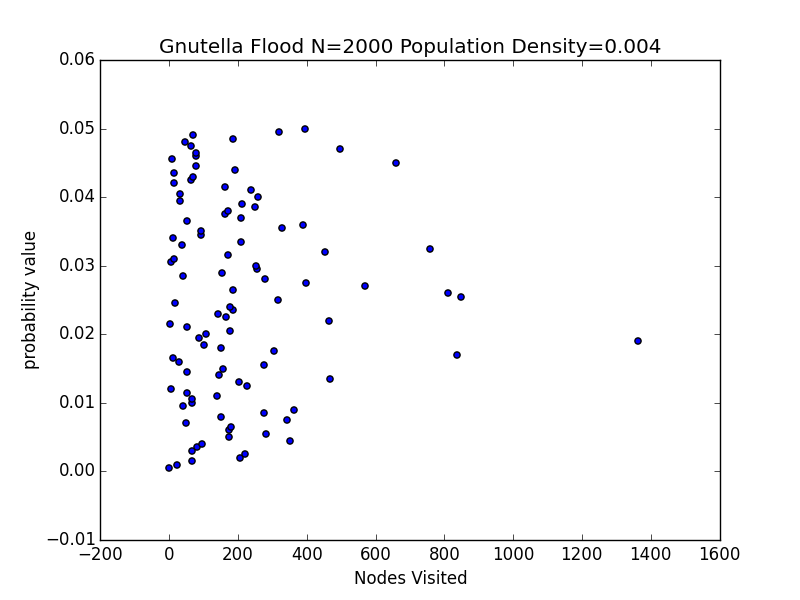 Gnutella Flood N=2000 Population Density=0.004
0.06
0.05
0.04
0.03
0.02
0.01
0.00
−0.01
probability value
−200 0 200 400 600 800 1000 1200 1400 1600
Nodes Visited